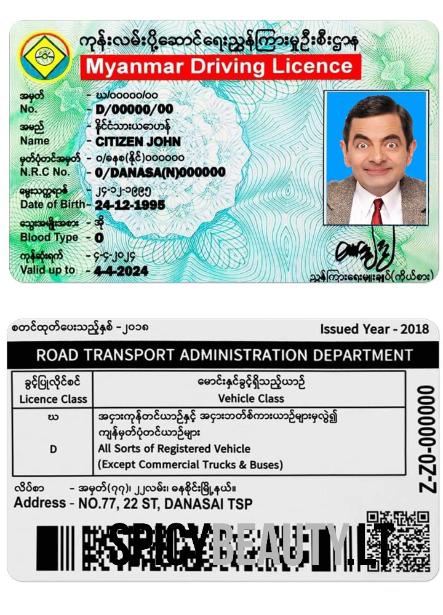 ကုန်းလမ်းပို့ဆောင်ရေးညွှန်ကြားမှုဦးစီးဌာန
Myanmar Driving Licence
အမှတ် - ဃ/၀၀၀၀၀/၀၀
No. - D/00000/00
အမည် - နိုင်ငံသားယောဟန်
Name - CITIZEN JOHN
မှတ်ပုံတင်အမှတ် - ၀/ဓနစ(နိုင်)၀၀၀၀၀၀
N.R.C No. - 0/DANASA(N)000000
မွေးသက္ကရာဇ် - ၂၄-၁၂-၁၉၉၅
Date of Birth - 24-12-1995
သွေးအမျိုးအစား - အို
Blood Type - O
ကုန်ဆုံးရက် - ၄-၄-၂၀၂၄
Valid up to - 4-4-2024
ညွှန်ကြားရေးမှူးချုပ်(ကိုယ်စား)
စတင်ထုတ်ပေးသည့်နှစ် - ၂၀၁၈
Issued Year - 2018
ROAD TRANSPORT ADMINISTRATION DEPARTMENT
ခွင့်ပြုလိုင်စင် မောင်းနှင်ခွင့်ရှိသည့်ယာဉ်
Licence Class Vehicle Class
ဃ အငှားကုန်တင်ယာဉ်နှင့် အငှားဘတ်စ်ကားယာဉ်များမှလွဲ၍
ကျန်မှတ်ပုံတင်ယာဉ်များ
D All Sorts of Registered Vehicle
(Except Commercial Trucks & Buses)
Z-Z0-000000
လိပ်စာ - အမှတ်(၇၇)၊ ၂၂လမ်း၊ ဓနစိုင်းမြို့နယ်။
Address - NO.77, 22 ST, DANASAI TSP
SPICYBEAUTY.LT